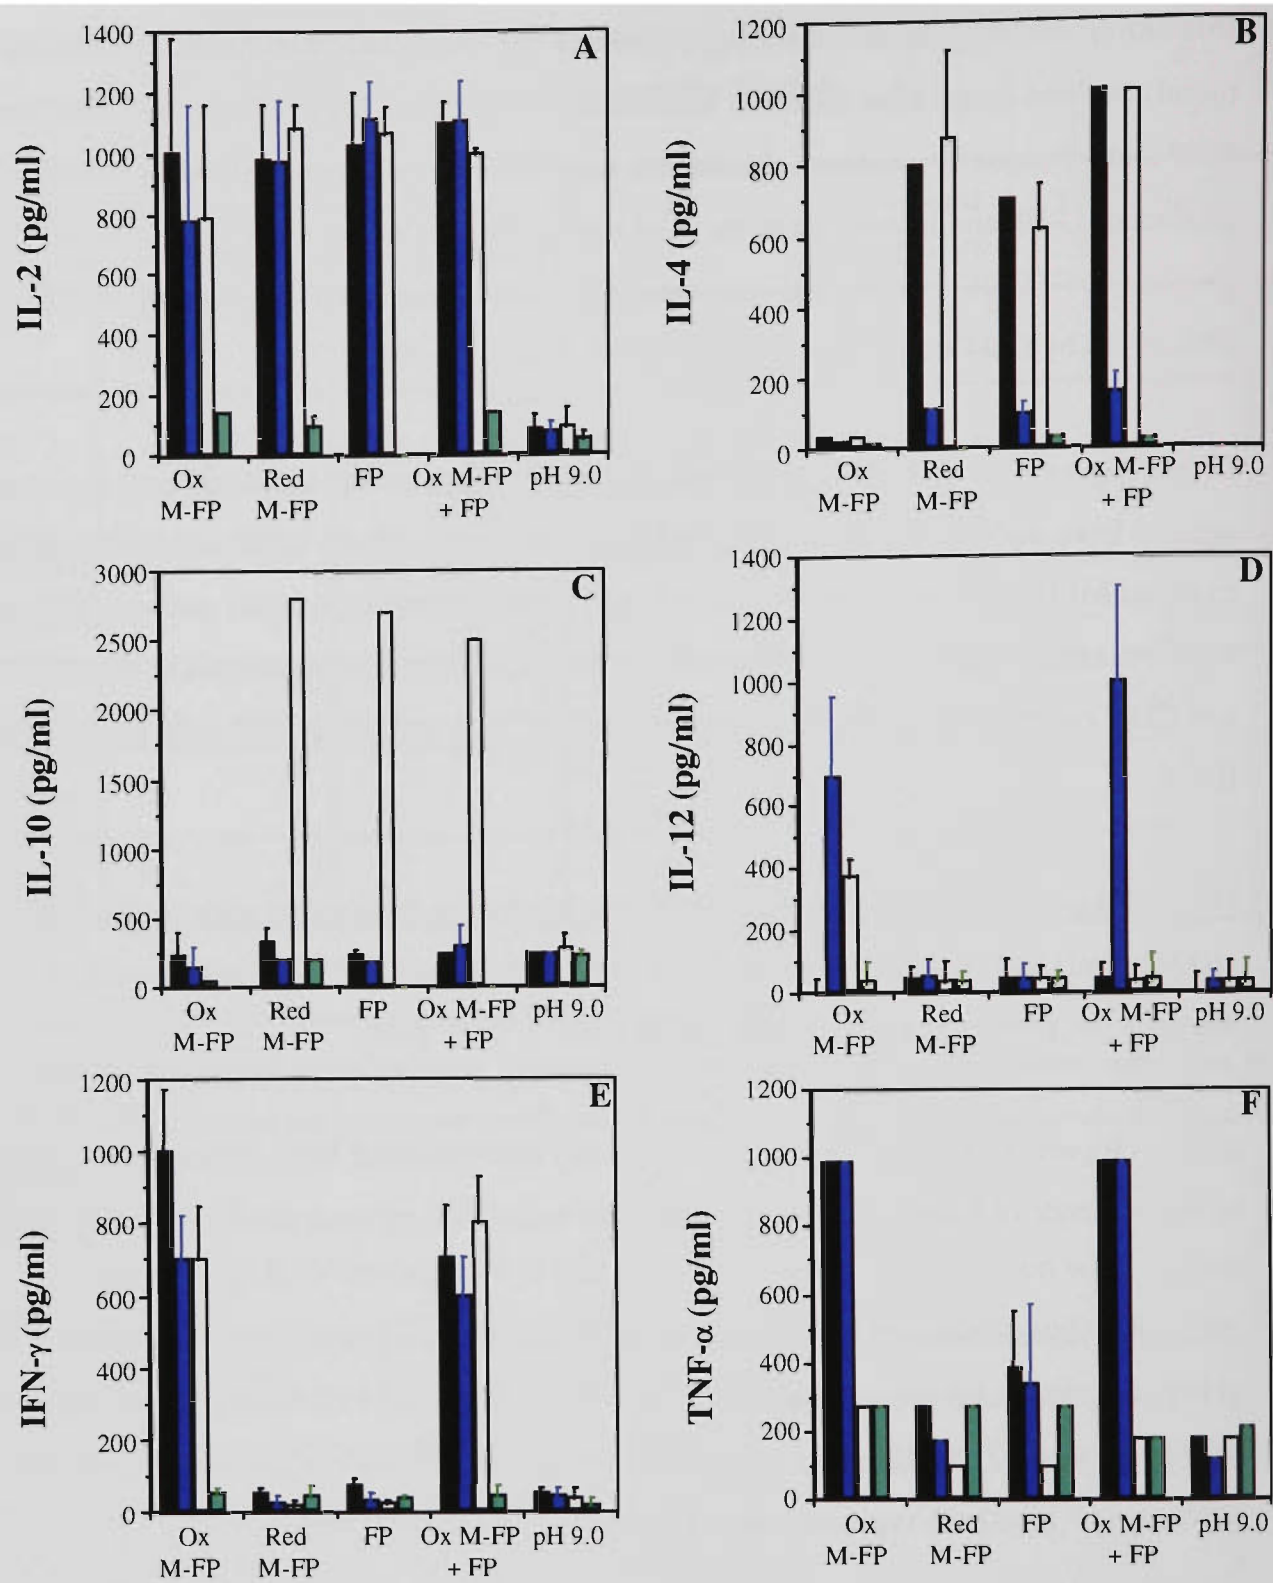 A
IL-2 (pg/ml)
1400
1200
1000
800
600
400
200
0
Ox Red FP Ox M-FP pH 9.0
M-FP M-FP + FP
B
IL-4 (pg/ml)
1200
1000
800
600
400
200
0
Ox Red FP Ox M-FP pH 9.0
M-FP M-FP + FP
C
IL-10 (pg/ml)
3000
2500
2000
1500
1000
500
0
Ox Red FP Ox M-FP pH 9.0
M-FP M-FP + FP
D
IL-12 (pg/ml)
1400
1200
1000
800
600
400
200
0
Ox Red FP Ox M-FP pH 9.0
M-FP M-FP + FP
E
IFN-γ (pg/ml)
1200
1000
800
600
400
200
0
Ox Red FP Ox M-FP pH 9.0
M-FP M-FP + FP
F
TNF-α (pg/ml)
1200
1000
800
600
400
200
0
Ox Red FP Ox M-FP pH 9.0
M-FP M-FP + FP